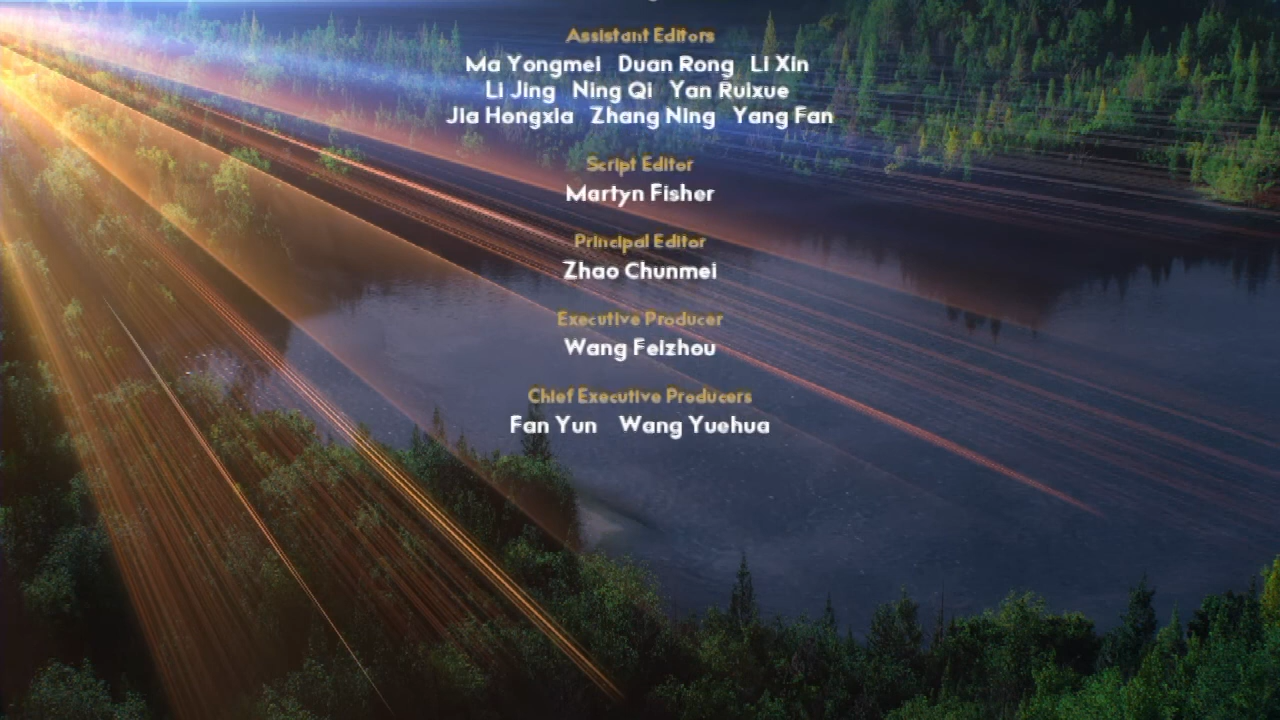 Assistant Editors
Ma Yongmei Duan Rong Li Xin
Li Jing Ning Qi Yan Ruixue
Jia Hongxia Zhang Ning Yang Fan
Script Editor
Martyn Fisher
Principal Editor
Zhao Chunmei
Executive Producer
Wang Feizhou
Chief Executive Producers
Fan Yun Wang Yuehua